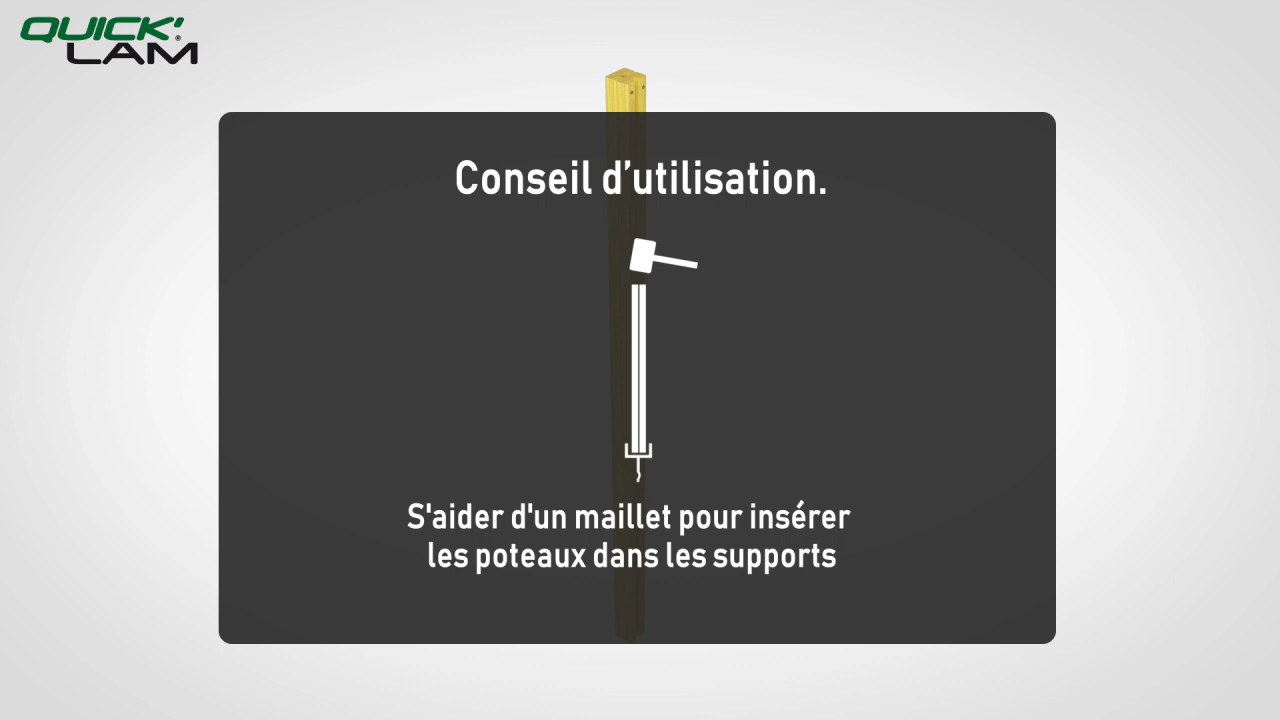 QUICK'
LAM®
Conseil d’utilisation.
S'aider d'un maillet pour insérer
les poteaux dans les supports